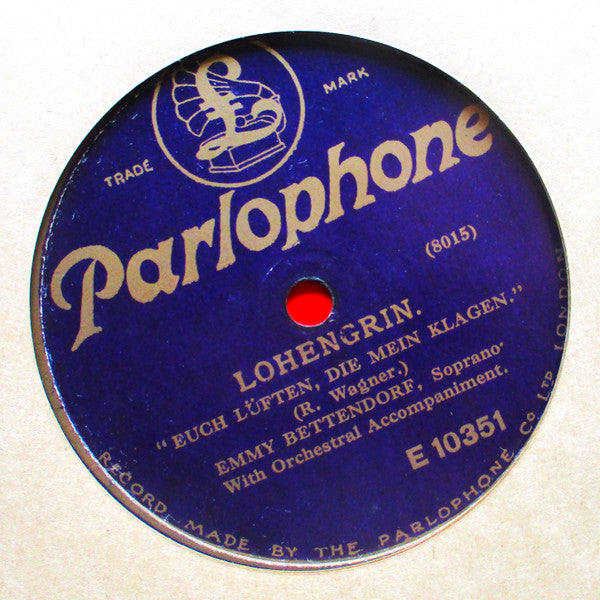 TRADE MARK
£
Parlophone
(8015)
LOHENGRIN.
"EUCH LÜFTEN, DIE MEIN KLAGEN."
(R. Wagner.)
EMMY BETTENDORF, Soprano
With Orchestral Accompaniment.
E 10351
RECORD MADE BY THE PARLOPHONE Co LTD LONDON